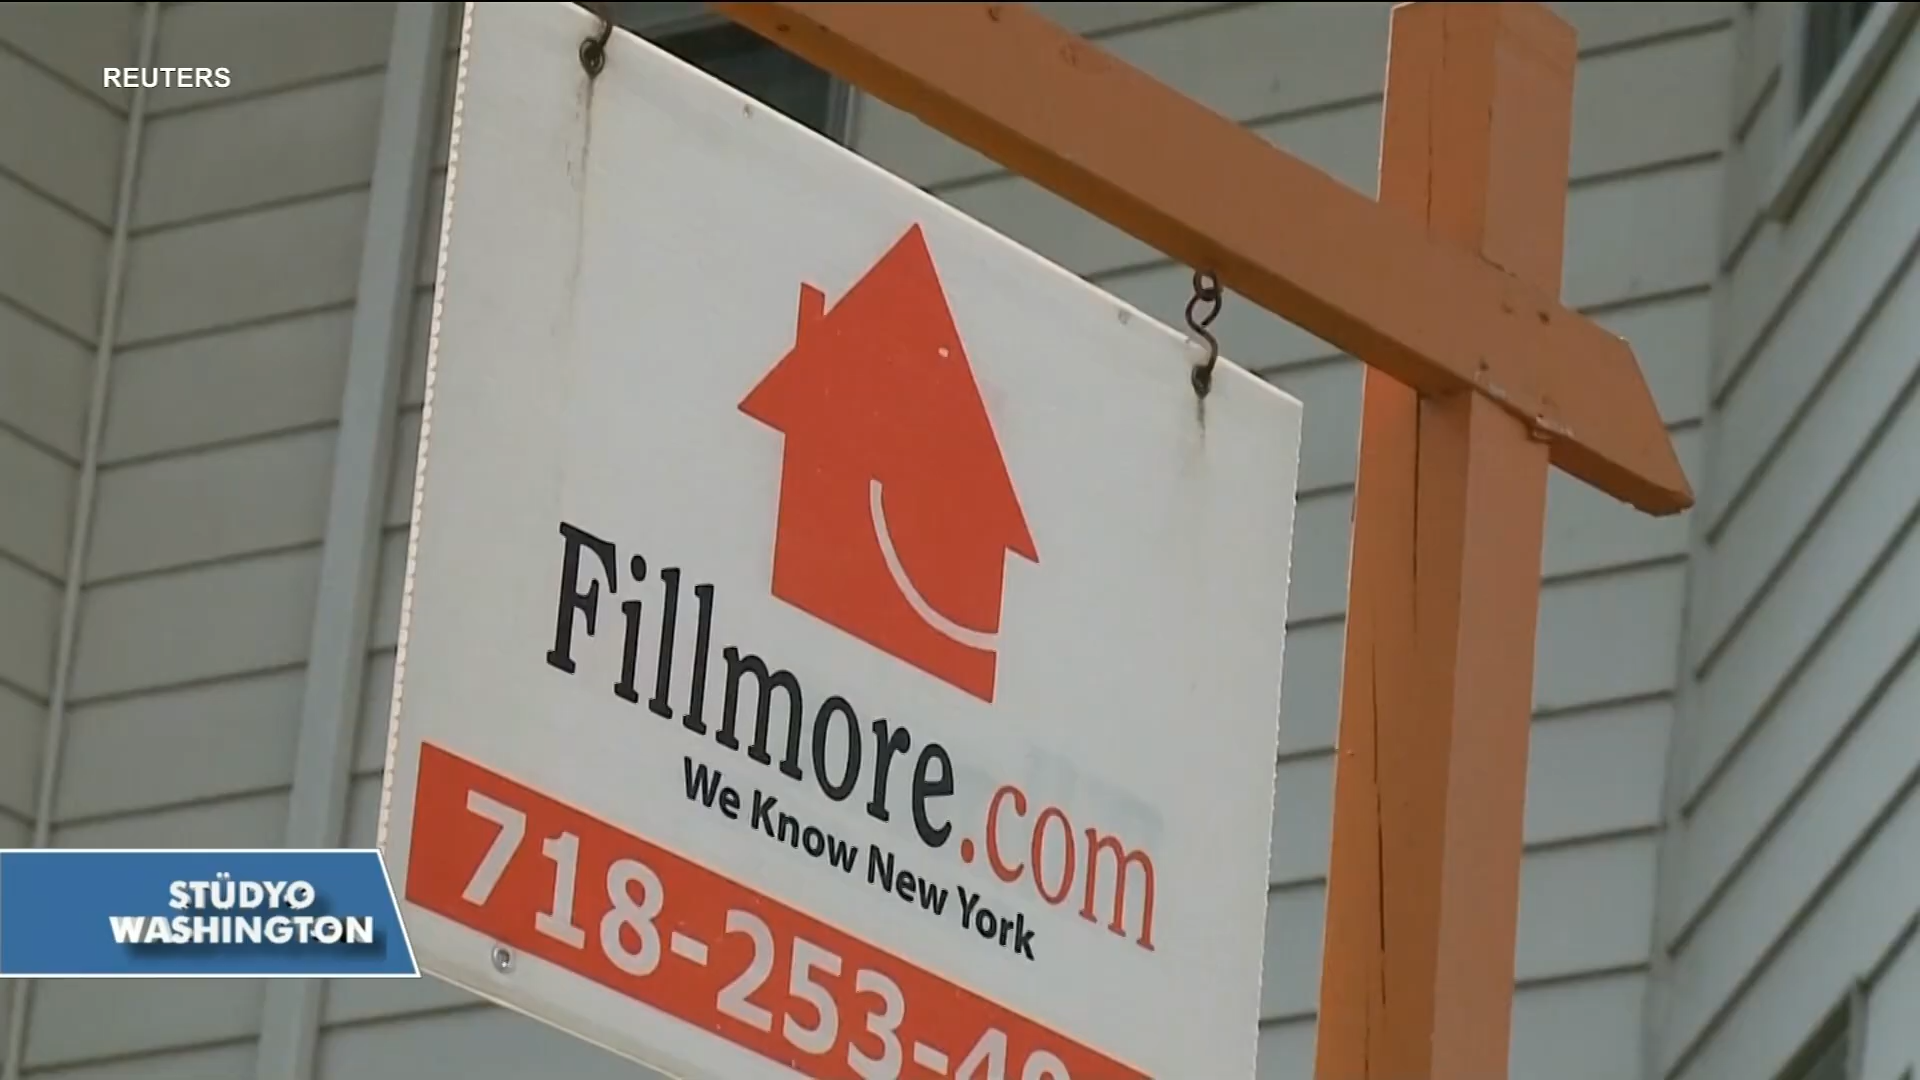 REUTERS
Fillmore.com
We Know New York
718-253-4
STÜDYO
WASHINGTON